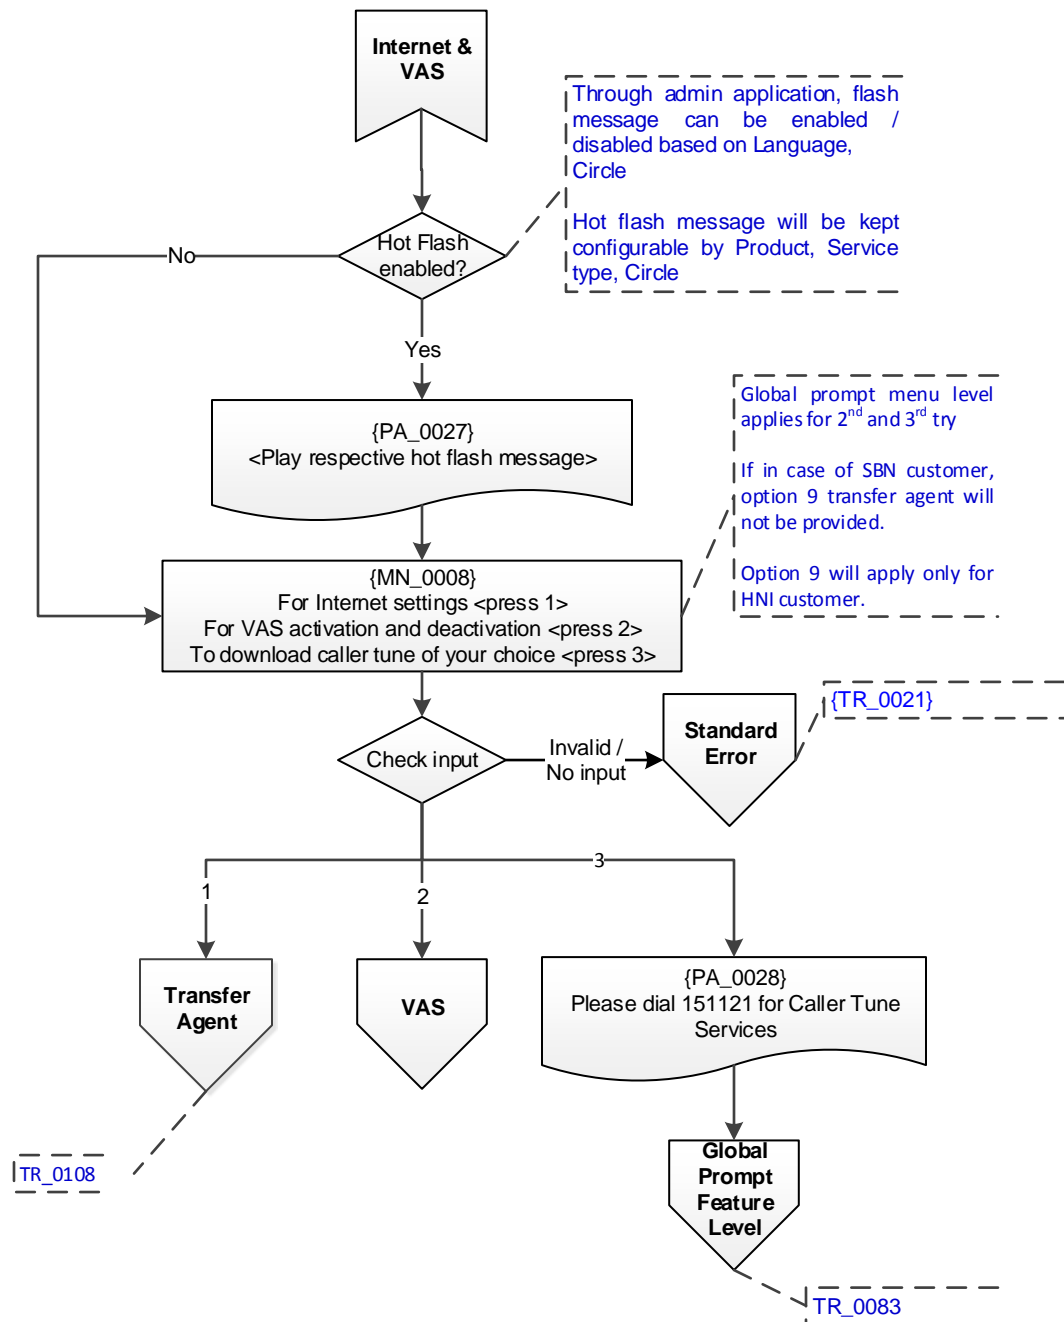 Internet &
VAS
Through admin application, flash
message can be enabled /
disabled based on Language,
Circle
Hot flash message will be kept
configurable by Product, Service
type, Circle
Hot Flash
enabled?
No
Yes
{PA_0027}
<Play respective hot flash message>
Global prompt menu level
applies for 2nd and 3rd try
If in case of SBN customer,
option 9 transfer agent will
not be provided.
Option 9 will apply only for
HNI customer.
{MN_0008}
For Internet settings <press 1>
For VAS activation and deactivation <press 2>
To download caller tune of your choice <press 3>
{TR_0021}
Standard
Error
Check input
Invalid /
No input
1
2
3
Transfer
Agent
VAS
{PA_0028}
Please dial 151121 for Caller Tune
Services
TR_0108
Global
Prompt
Feature
Level
TR_0083